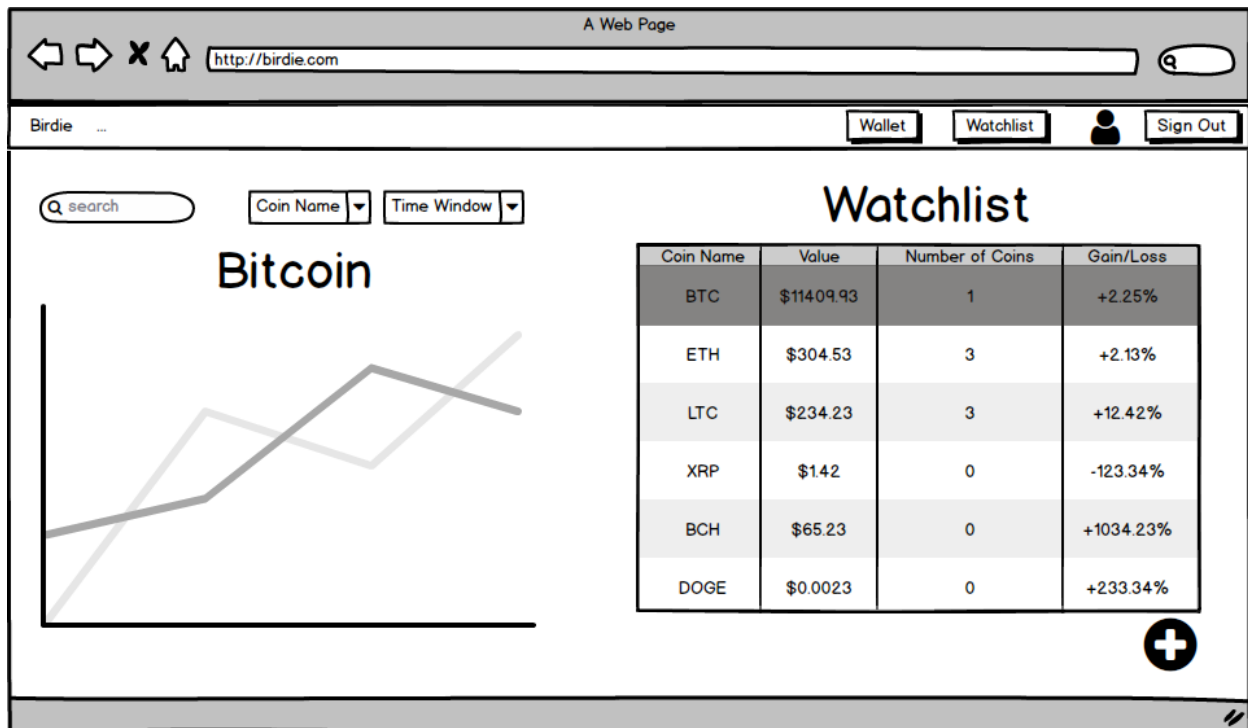 A Web Page
http://birdie.com
Birdie ... Wallet Watchlist Sign Out
search Coin Name Time Window
Bitcoin
Watchlist
Coin Name Value Number of Coins Gain/Loss
BTC $11409.93 1 +2.25%
ETH $304.53 3 +2.13%
LTC $234.23 3 +12.42%
XRP $1.42 0 -123.34%
BCH $65.23 0 +1034.23%
DOGE $0.0023 0 +233.34%